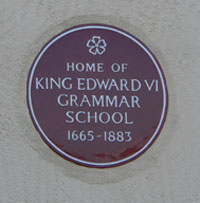 HOME OF
KING EDWARD VI
GRAMMAR
SCHOOL
1665-1883